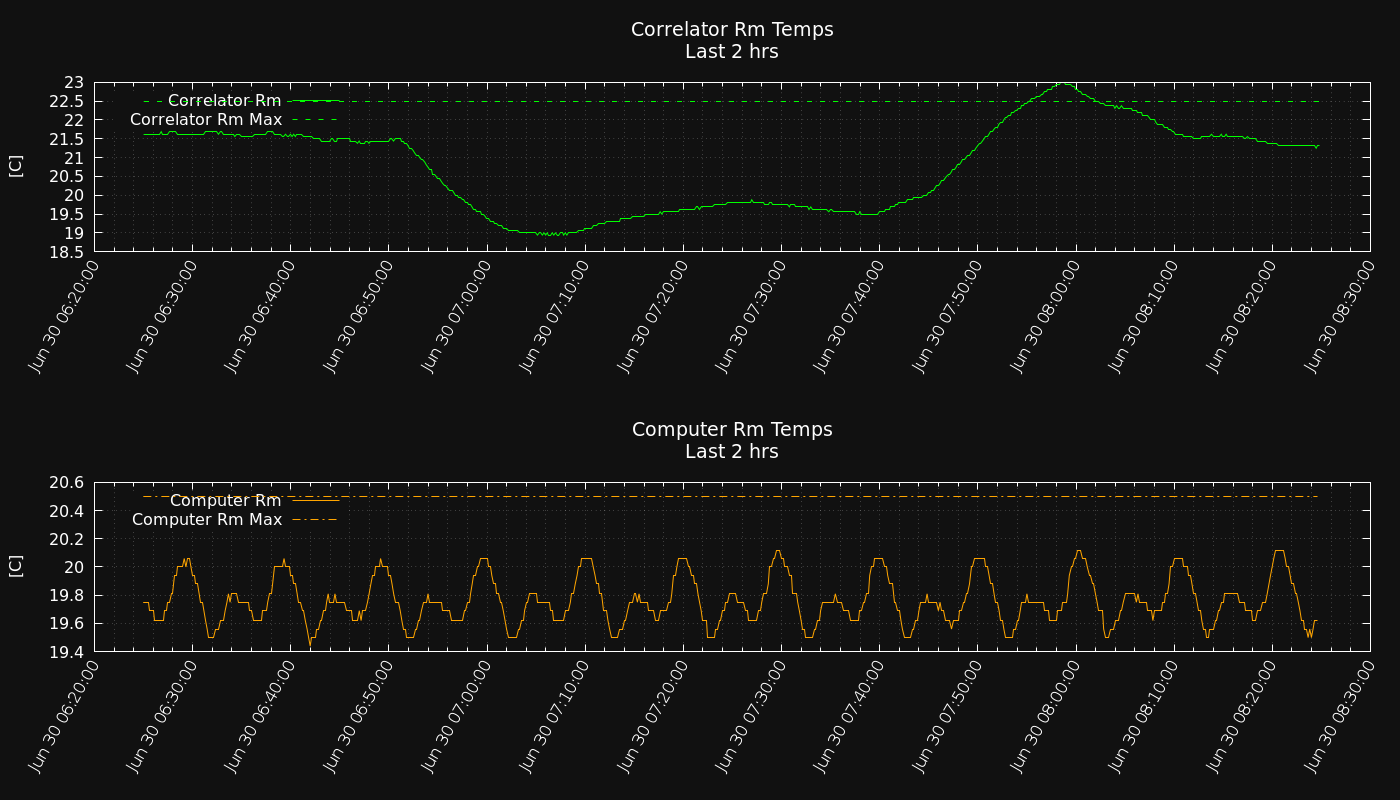 Correlator Rm Temps
Last 2 hrs
[C]
23
22.5
22
21.5
21
20.5
20
19.5
19
18.5
Correlator Rm
Correlator Rm Max
Jun 30 06:20:00
Jun 30 06:30:00
Jun 30 06:40:00
Jun 30 06:50:00
Jun 30 07:00:00
Jun 30 07:10:00
Jun 30 07:20:00
Jun 30 07:30:00
Jun 30 07:40:00
Jun 30 07:50:00
Jun 30 08:00:00
Jun 30 08:10:00
Jun 30 08:20:00
Jun 30 08:30:00
Computer Rm Temps
Last 2 hrs
[C]
20.6
20.4
20.2
20
19.8
19.6
19.4
Computer Rm
Computer Rm Max
Jun 30 06:20:00
Jun 30 06:30:00
Jun 30 06:40:00
Jun 30 06:50:00
Jun 30 07:00:00
Jun 30 07:10:00
Jun 30 07:20:00
Jun 30 07:30:00
Jun 30 07:40:00
Jun 30 07:50:00
Jun 30 08:00:00
Jun 30 08:10:00
Jun 30 08:20:00
Jun 30 08:30:00